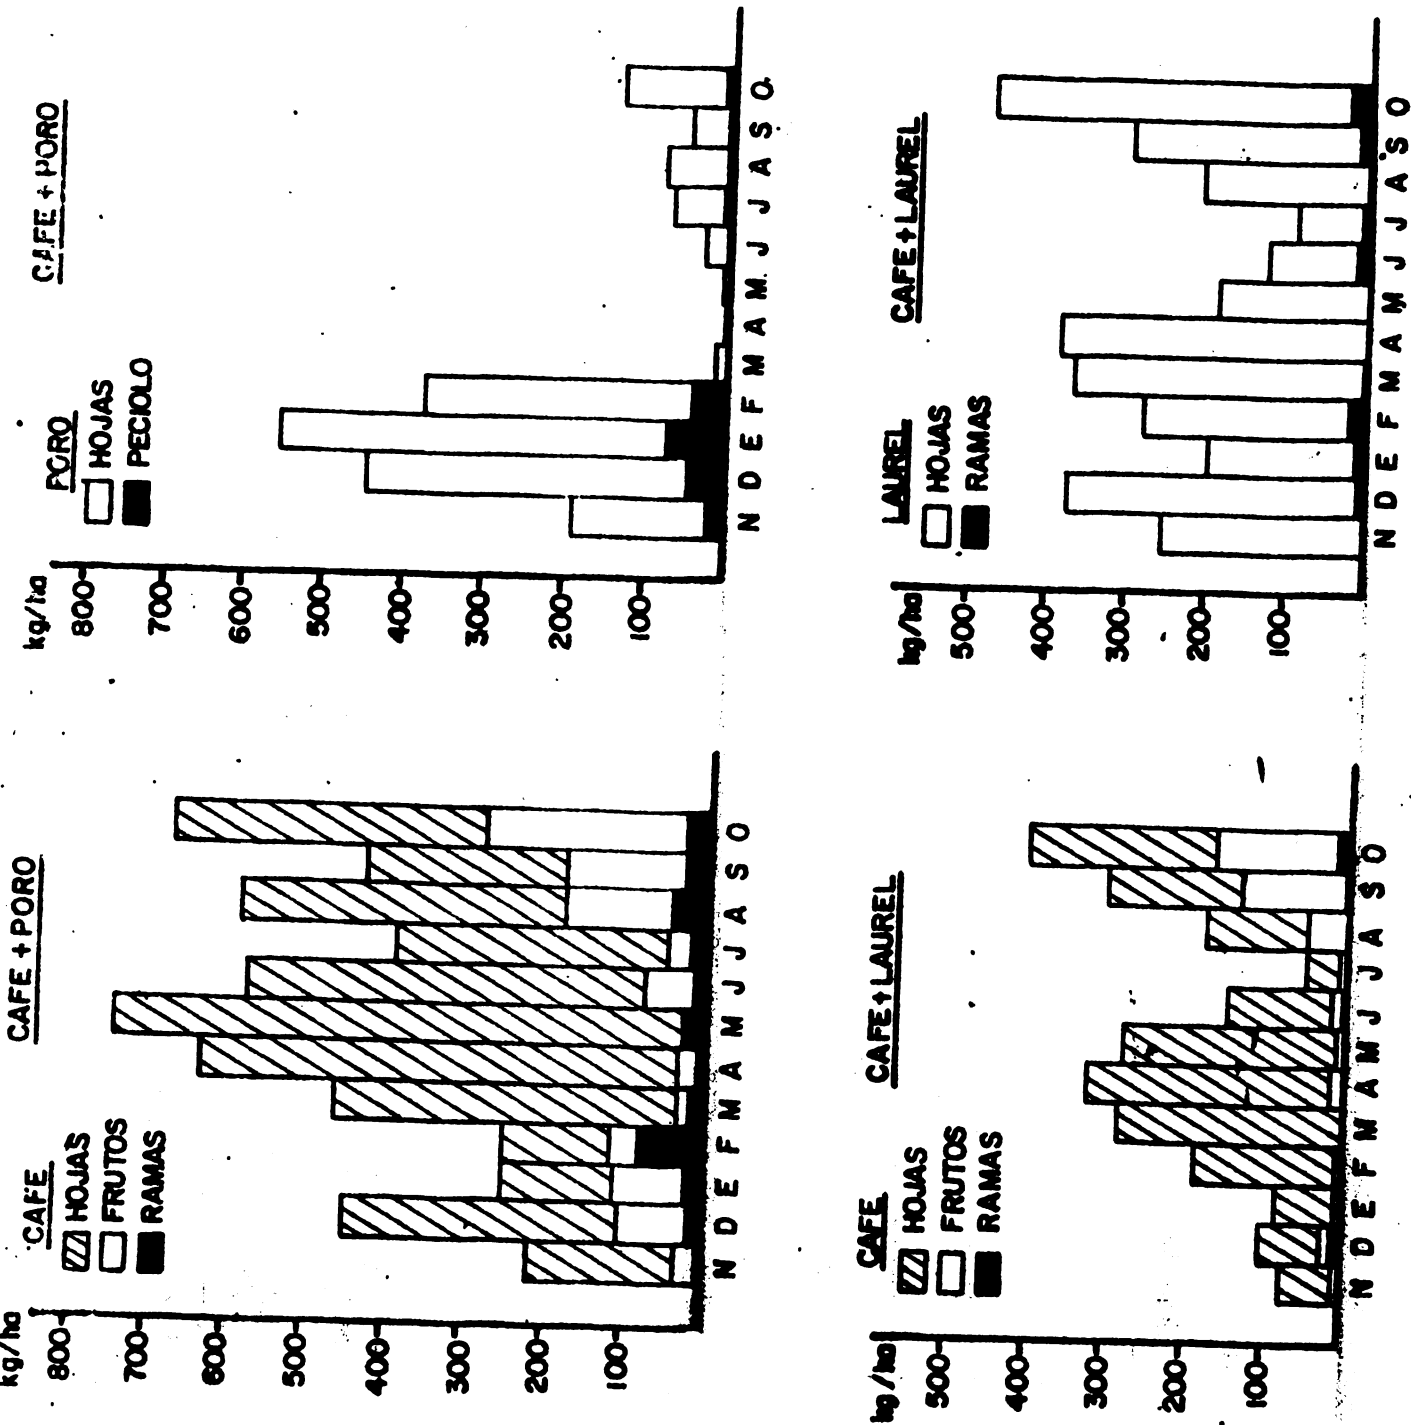 CAFE + PORO
CAFE
HOJAS
FRUTOS
RAMAS
kg/ha
800
700
600
500
400
300
200
100
N D E F M A M J J A S O
CAFE + PORO
PORO
HOJAS
PECIOLO
kg/ha
800
700
600
500
400
300
200
100
N D E F M A M J J A S O
CAFE + LAUREL
CAFE
HOJAS
FRUTOS
RAMAS
kg/ha
500
400
300
200
100
N D E F M A M J J A S O
CAFE + LAUREL
LAUREL
HOJAS
RAMAS
kg/ha
500
400
300
200
100
N D E F M A M J J A S O